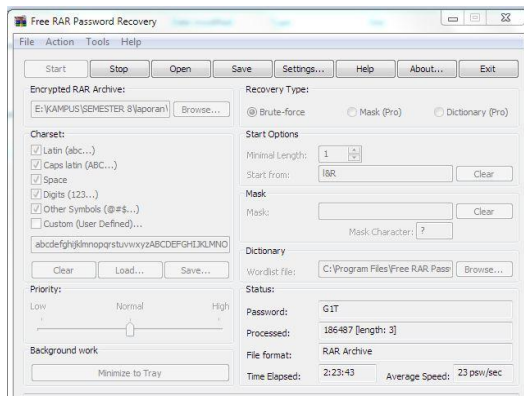 Free RAR Password Recovery
File Action Tools Help
Start Stop Open Save Settings... Help About... Exit
Encrypted RAR Archive:
E:\KAMPUS\SEMESTER 8\laporan\ Browse...
Recovery Type:
Brute-force Mask (Pro) Dictionary (Pro)
Charset:
Latin (abc...)
Caps latin (ABC...)
Space
Digits (123...)
Other Symbols (@#$...)
Custom (User Defined)...
abcdefghijklmnopqrstuvwxyzABCDEFGHIJKLMNO
Clear Load... Save...
Start Options
Minimal Length: 1
Start from: l&R Clear
Mask
Mask: Clear
Mask Character: ?
Dictionary
Wordlist file: C:\Program Files\Free RAR Pass Browse...
Priority:
Low Normal High
Background work
Minimize to Tray
Status:
Password: G1T
Processed: 186487 [length: 3]
File format: RAR Archive
Time Elapsed: 2:23:43 Average Speed: 23 psw/sec